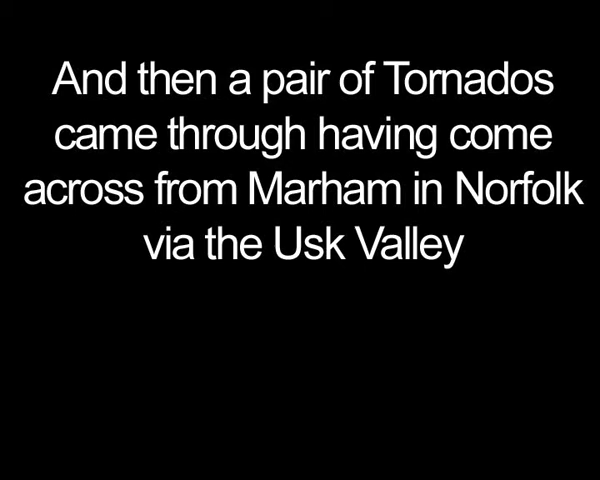 And then a pair of Tornados
came through having come
across from Marham in Norfolk
via the Usk Valley